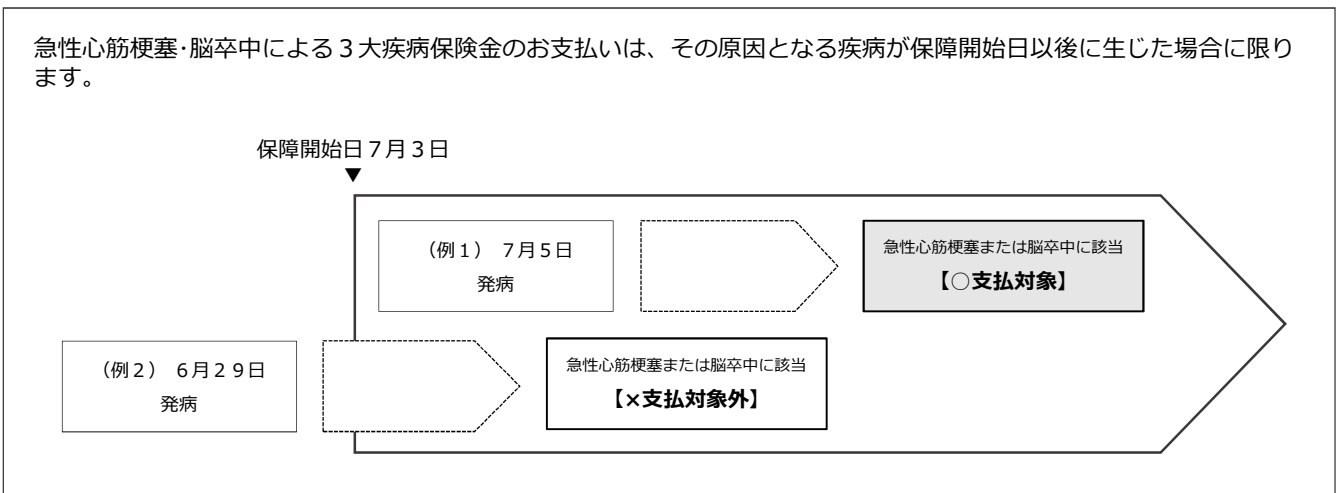 急性心筋梗塞･脳卒中による３大疾病保険金のお支払いは、その原因となる疾病が保障開始日以後に生じた場合に限り
ます。
保障開始日７月３日
▼
（例１） ７月５日
発病
急性心筋梗塞または脳卒中に該当
【○支払対象】
（例２） ６月２９日
発病
急性心筋梗塞または脳卒中に該当
【×支払対象外】